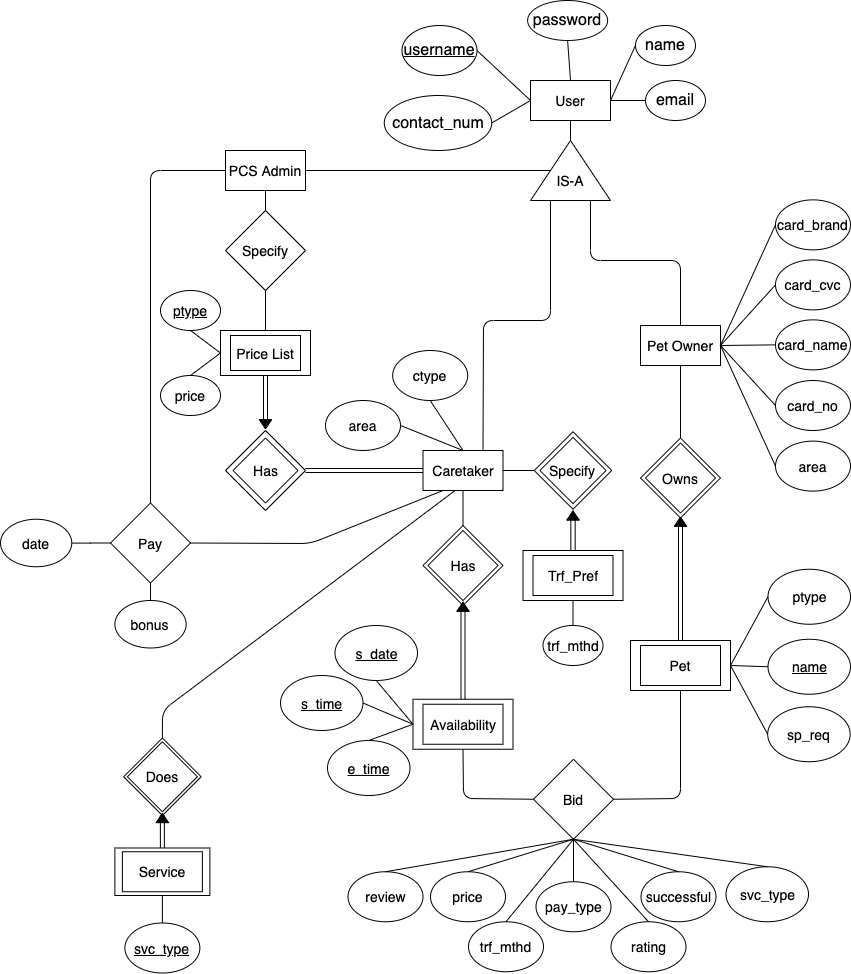 password
username
name
User
email
contact_num
PCS Admin
IS-A
card_brand
Specify
card_cvc
ptype
Price List
Pet Owner
card_name
ctype
price
card_no
area
Has
Caretaker
Specify
area
Owns
date
Pay
Has
Trf_Pref
ptype
bonus
trf_mthd
s_date
Pet
name
s_time
Availability
sp_req
e_time
Does
Bid
Service
review
price
pay_type
successful
svc_type
svc_type
trf_mthd
rating